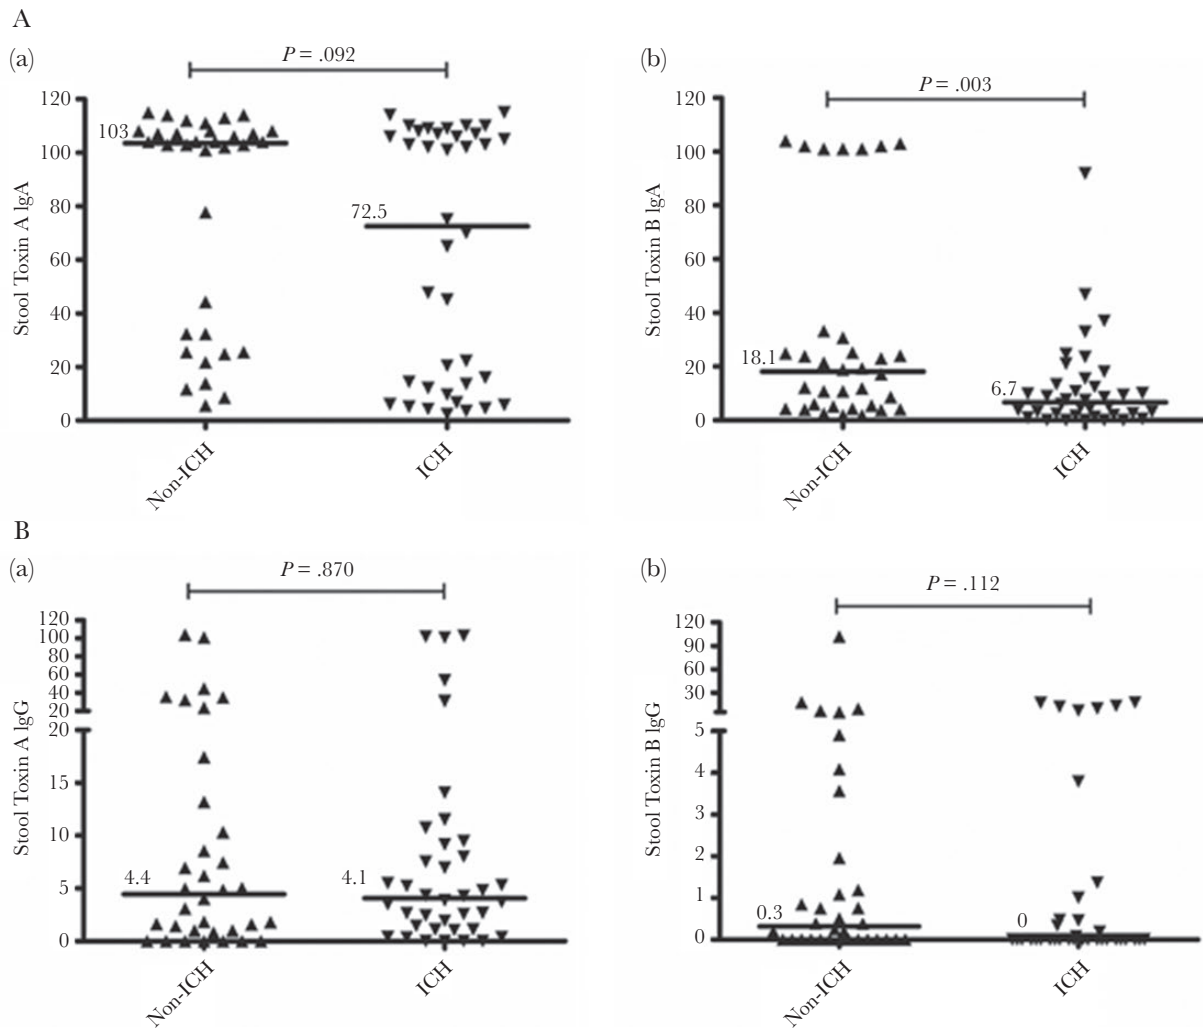 A
(a)
P = .092
120
100
80
60
40
20
0
103
72.5
Stool Toxin A lgA
Non-ICH
ICH
(b)
P = .003
120
100
80
60
40
20
0
18.1
6.7
Stool Toxin B lgA
Non-ICH
ICH
B
(a)
P = .870
120
100
80
60
40
20
20
15
10
5
0
4.4
4.1
Stool Toxin A lgG
Non-ICH
ICH
(b)
P = .112
120
90
60
30
5
4
3
2
1
0
0.3
0
Stool Toxin B lgG
Non-ICH
ICH